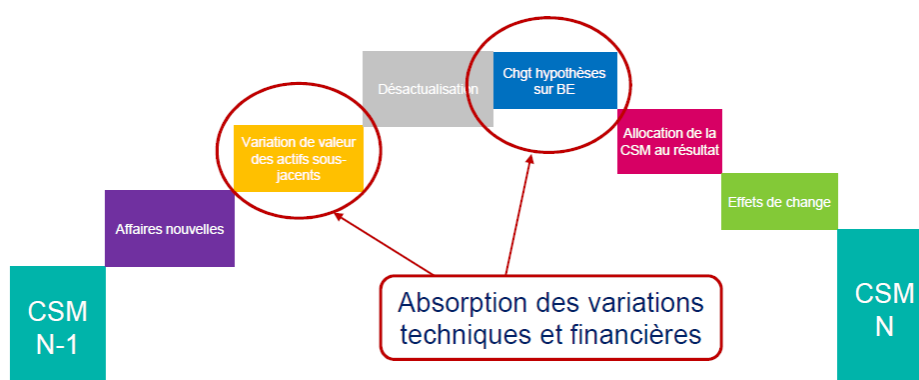 CSM
N-1
Affaires nouvelles
Variation de valeur
des actifs sous-
jacents
Désactualisation
Chgt hypothèses
sur BE
Allocation de la
CSM au résultat
Effets de change
CSM
N
Absorption des variations
techniques et financières